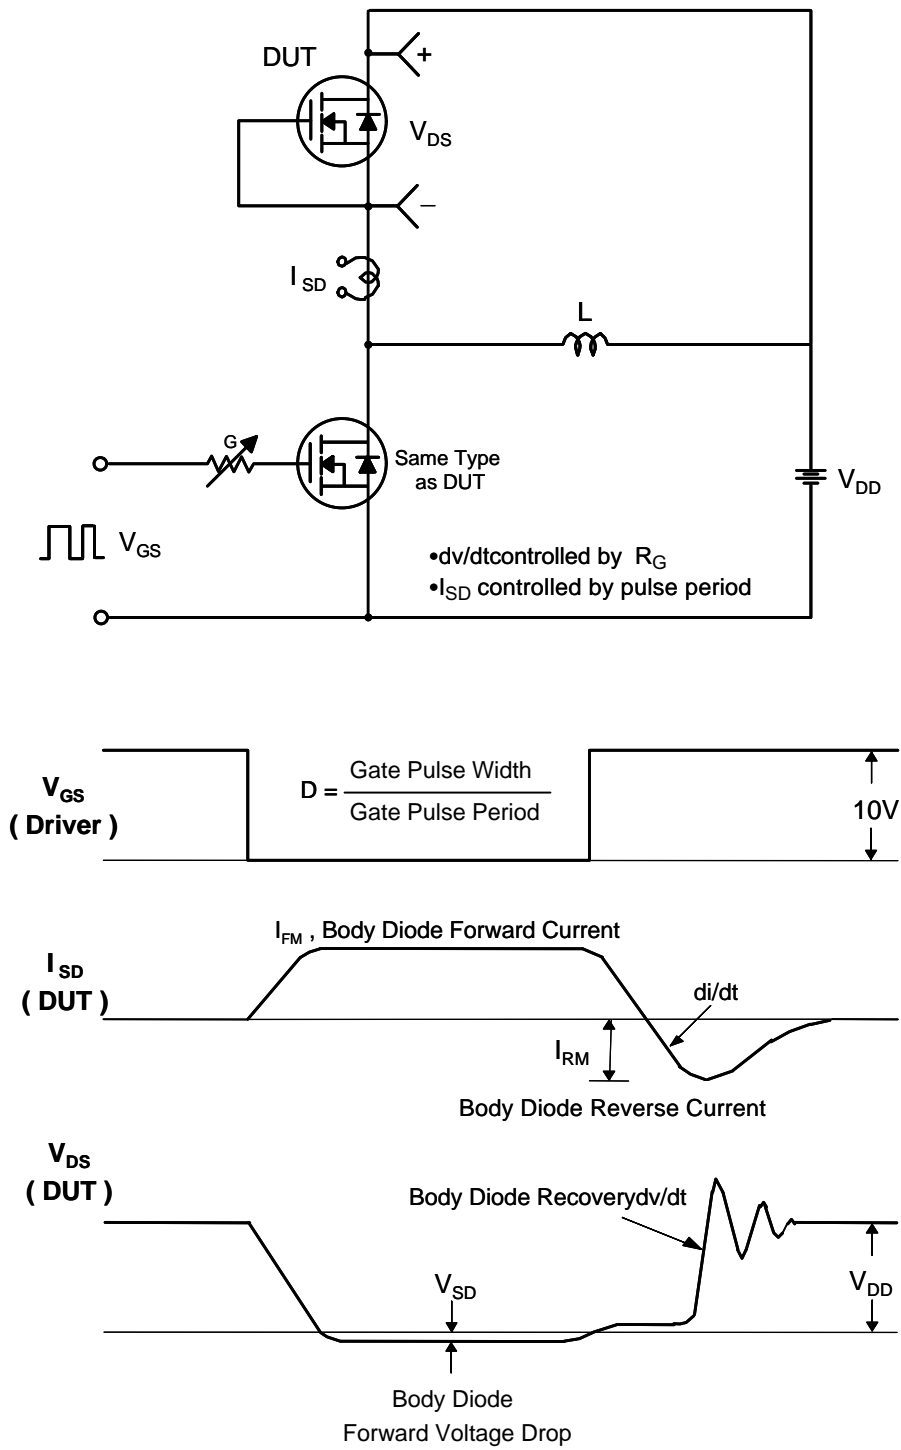 DUT
+
V_DS
–
I_SD
L
G
Same Type
as DUT
V_DD
V_GS
•dv/dtcontrolled by R_G
•I_SD controlled by pulse period
V_GS
( Driver )
D = Gate Pulse Width
Gate Pulse Period
10V
I_FM , Body Diode Forward Current
I_SD
( DUT )
di/dt
I_RM
Body Diode Reverse Current
V_DS
( DUT )
Body Diode Recoverydv/dt
V_SD
V_DD
Body Diode
Forward Voltage Drop